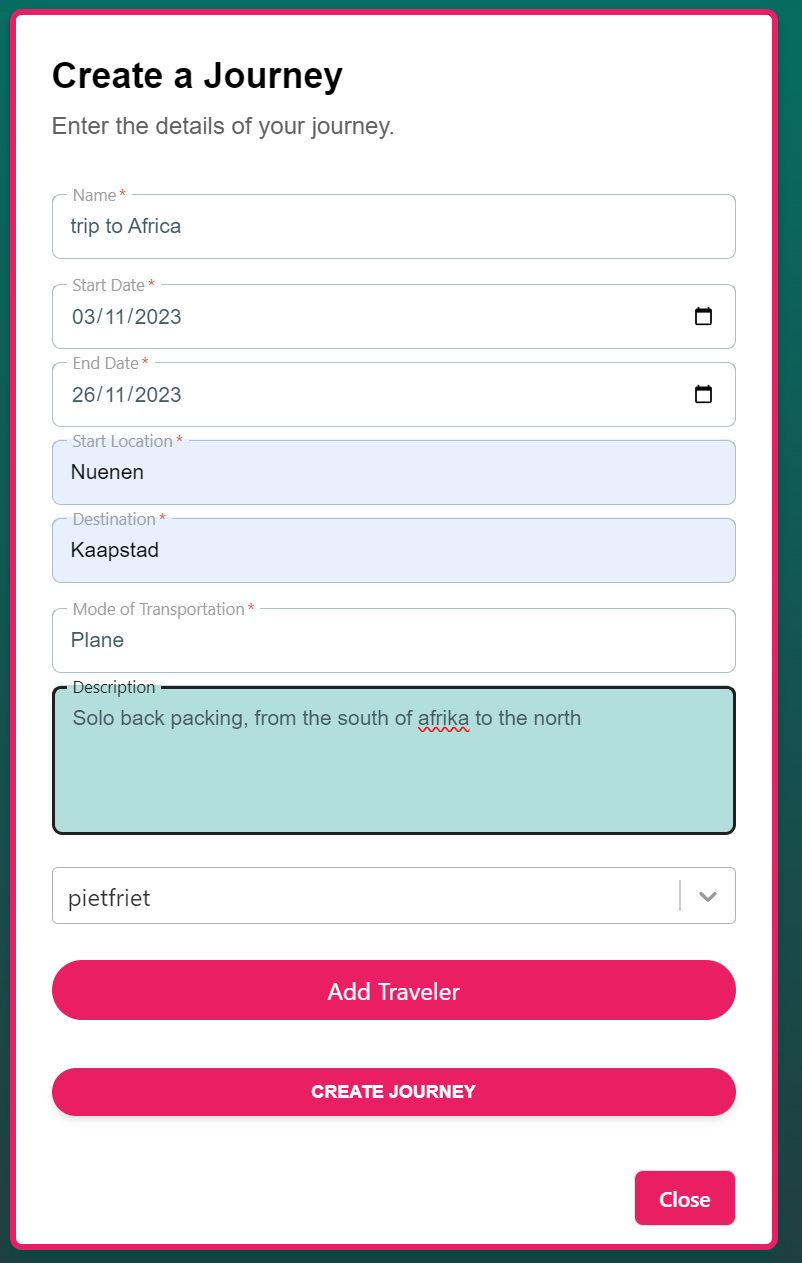 Create a Journey
Enter the details of your journey.
Name *
trip to Africa
Start Date *
03/11/2023
End Date *
26/11/2023
Start Location *
Nuenen
Destination *
Kaapstad
Mode of Transportation *
Plane
Description
Solo back packing, from the south of afrika to the north
pietfriet
Add Traveler
CREATE JOURNEY
Close